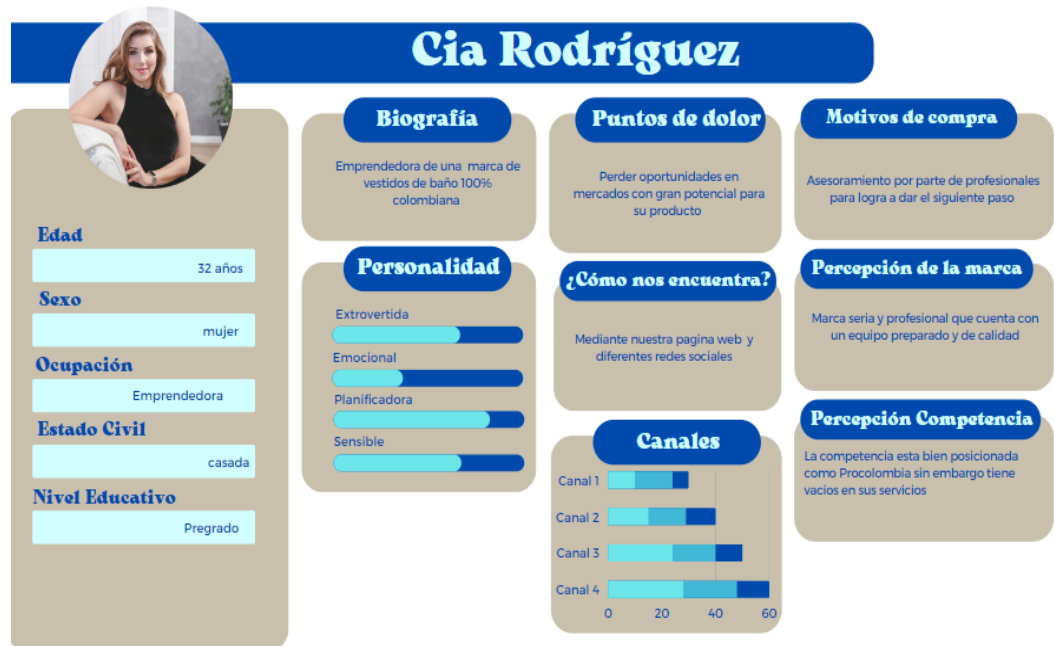 Cia Rodríguez
Edad
32 años
Sexo
mujer
Ocupación
Emprendedora
Estado Civil
casada
Nivel Educativo
Pregrado
Biografía
Emprendedora de una marca de
vestidos de baño 100%
colombiana
Personalidad
Extrovertida
Emocional
Planificadora
Sensible
Puntos de dolor
Perder oportunidades en
mercados con gran potencial para
su producto
¿Cómo nos encuentra?
Mediante nuestra pagina web y
diferentes redes sociales
Canales
Canal 1
Canal 2
Canal 3
Canal 4
0 20 40 60
Motivos de compra
Asesoramiento por parte de profesionales
para logra a dar el siguiente paso
Percepción de la marca
Marca seria y profesional que cuenta con
un equipo preparado y de calidad
Percepción Competencia
La competencia esta bien posicionada
como Procolombia sin embargo tiene
vacíos en sus servicios